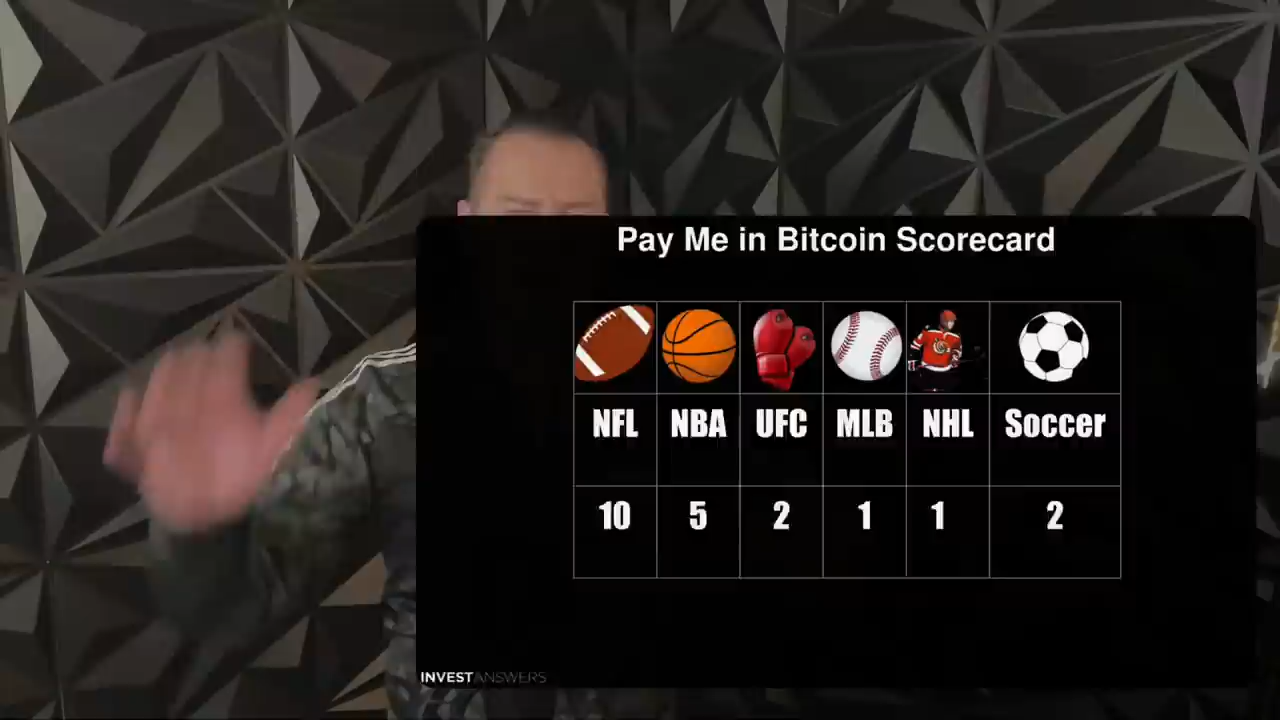 Pay Me in Bitcoin Scorecard
NFL NBA UFC MLB NHL Soccer
10 5 2 1 1 2
INVESTANSWERS